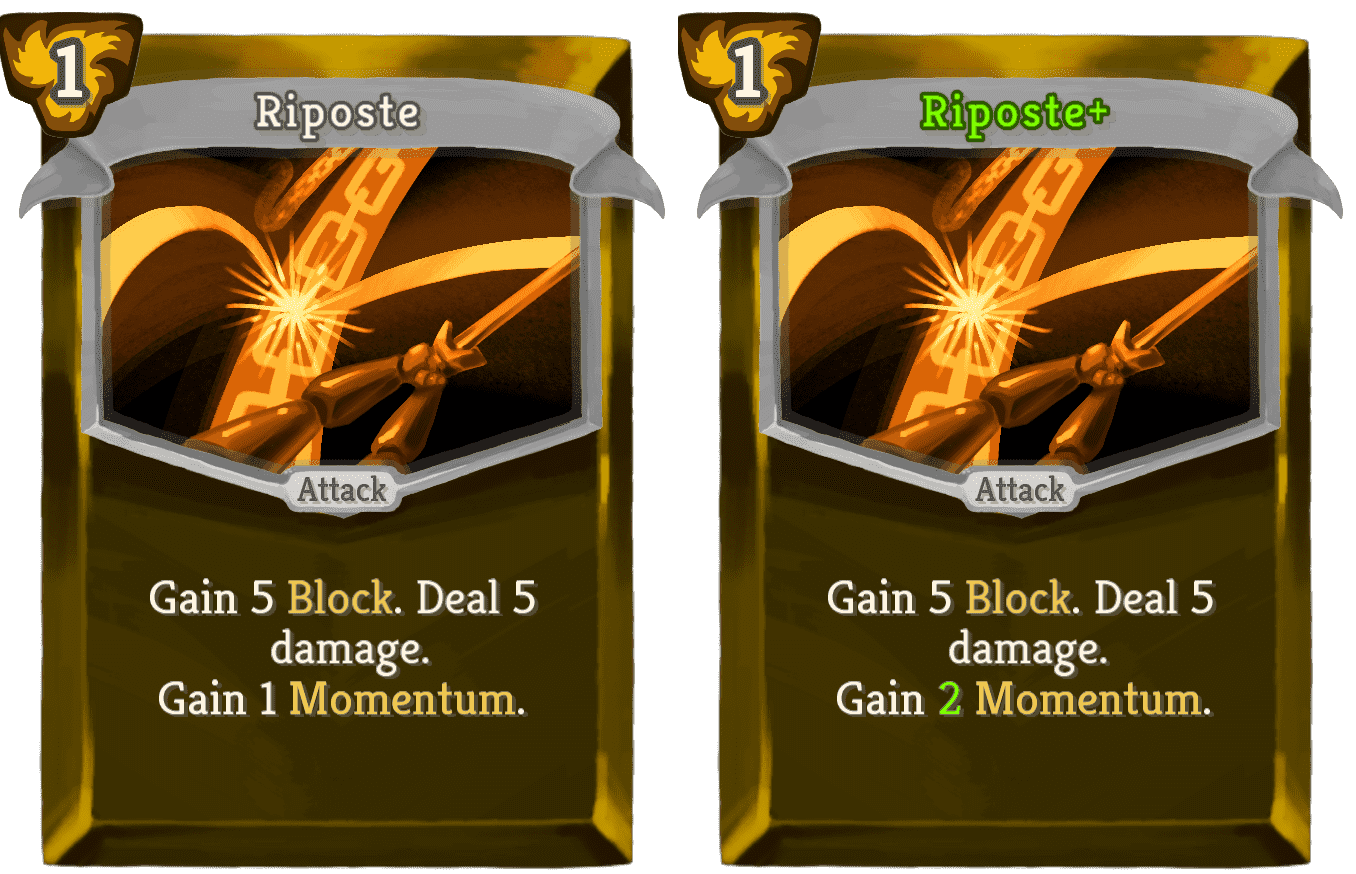 1
Riposte
Attack
Gain 5 Block. Deal 5
damage.
Gain 1 Momentum.
1
Riposte+
Attack
Gain 5 Block. Deal 5
damage.
Gain 2 Momentum.